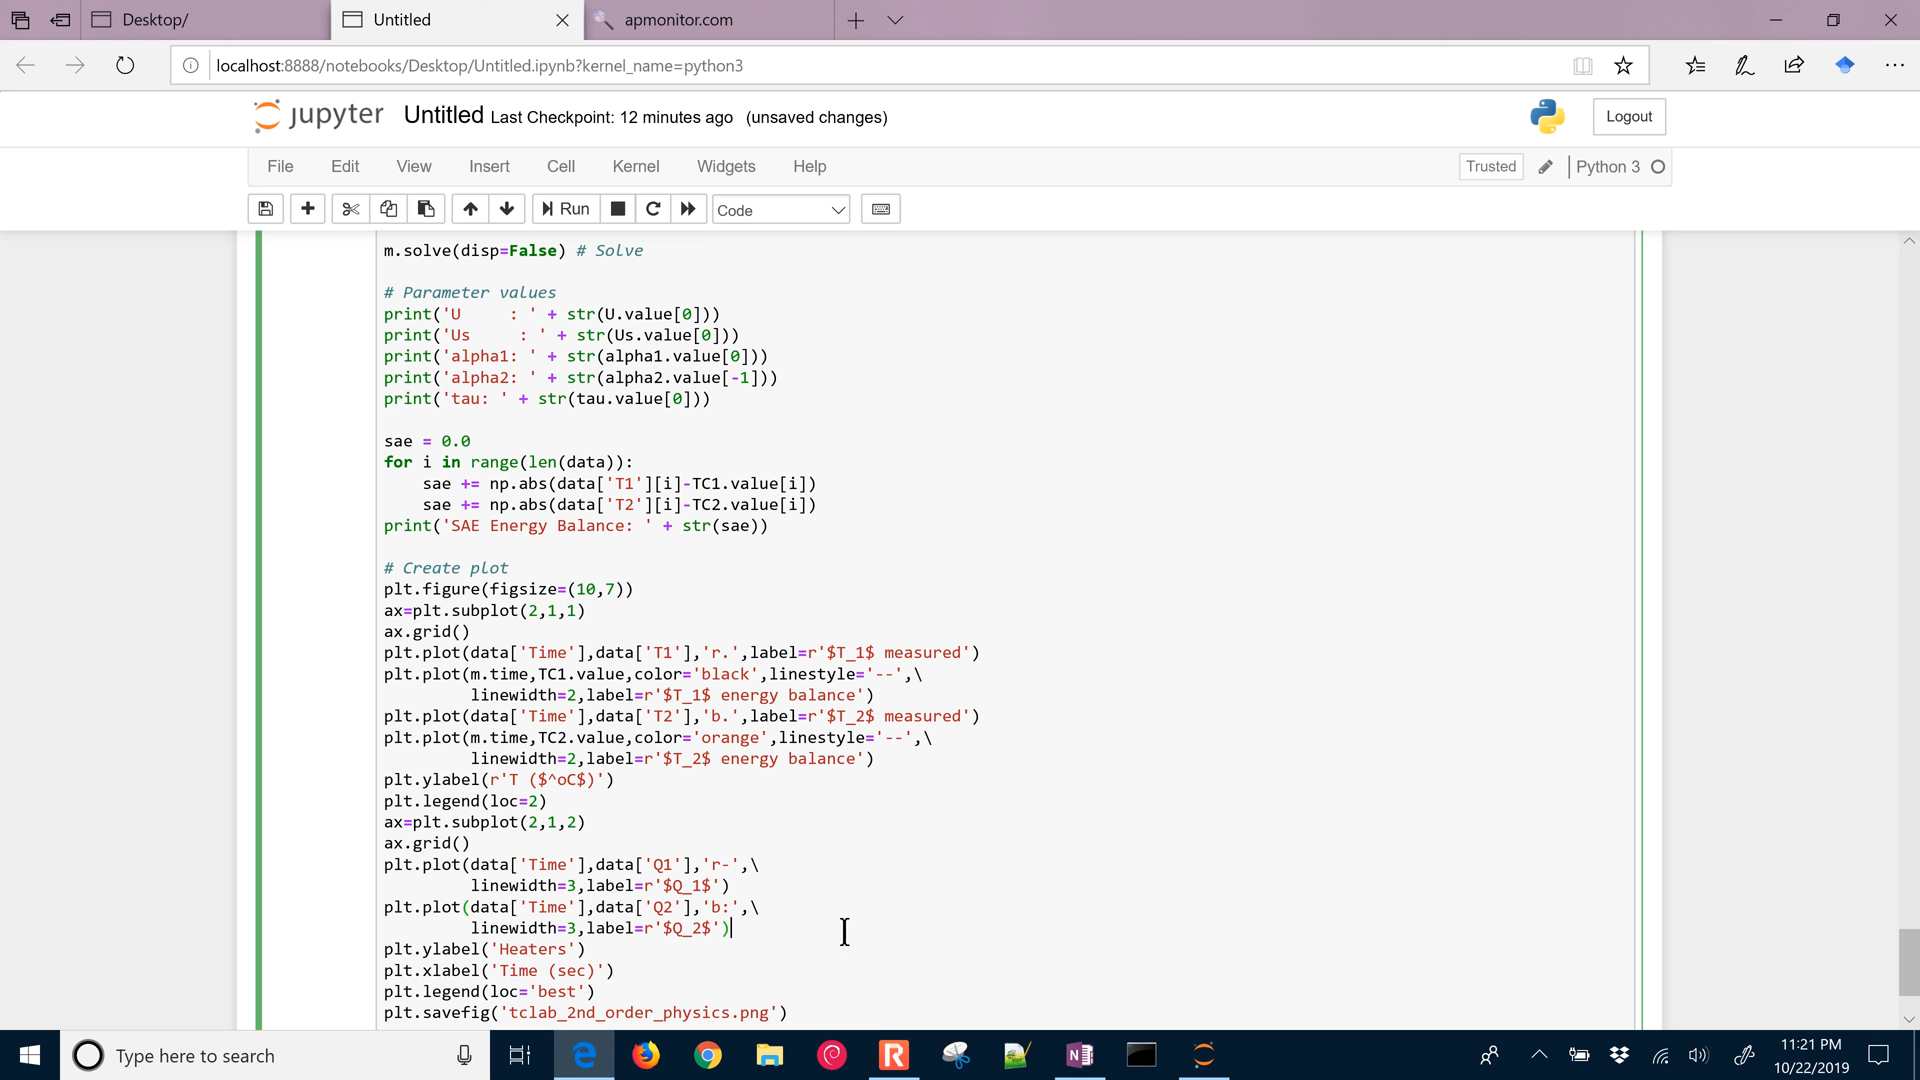 Desktop/
Untitled
apmonitor.com
localhost:8888/notebooks/Desktop/Untitled.ipynb?kernel_name=python3
jupyter Untitled Last Checkpoint: 12 minutes ago (unsaved changes)
Logout
File Edit View Insert Cell Kernel Widgets Help
Trusted Python 3
Run Code
m.solve(disp=False) # Solve
# Parameter values
print('U     : ' + str(U.value[0]))
print('Us     : ' + str(Us.value[0]))
print('alpha1: ' + str(alpha1.value[0]))
print('alpha2: ' + str(alpha2.value[-1]))
print('tau: ' + str(tau.value[0]))
sae = 0.0
for i in range(len(data)):
    sae += np.abs(data['T1'][i]-TC1.value[i])
    sae += np.abs(data['T2'][i]-TC2.value[i])
print('SAE Energy Balance: ' + str(sae))
# Create plot
plt.figure(figsize=(10,7))
ax=plt.subplot(2,1,1)
ax.grid()
plt.plot(data['Time'],data['T1'],'r.',label=r'$T_1$ measured')
plt.plot(m.time,TC1.value,color='black',linestyle='--',\
         linewidth=2,label=r'$T_1$ energy balance')
plt.plot(data['Time'],data['T2'],'b.',label=r'$T_2$ measured')
plt.plot(m.time,TC2.value,color='orange',linestyle='--',\
         linewidth=2,label=r'$T_2$ energy balance')
plt.ylabel(r'T ($^oC$)')
plt.legend(loc=2)
ax=plt.subplot(2,1,2)
ax.grid()
plt.plot(data['Time'],data['Q1'],'r-',\
         linewidth=3,label=r'$Q_1$')
plt.plot(data['Time'],data['Q2'],'b:',\
         linewidth=3,label=r'$Q_2$')
plt.ylabel('Heaters')
plt.xlabel('Time (sec)')
plt.legend(loc='best')
plt.savefig('tclab_2nd_order_physics.png')
Type here to search
11:21 PM
10/22/2019